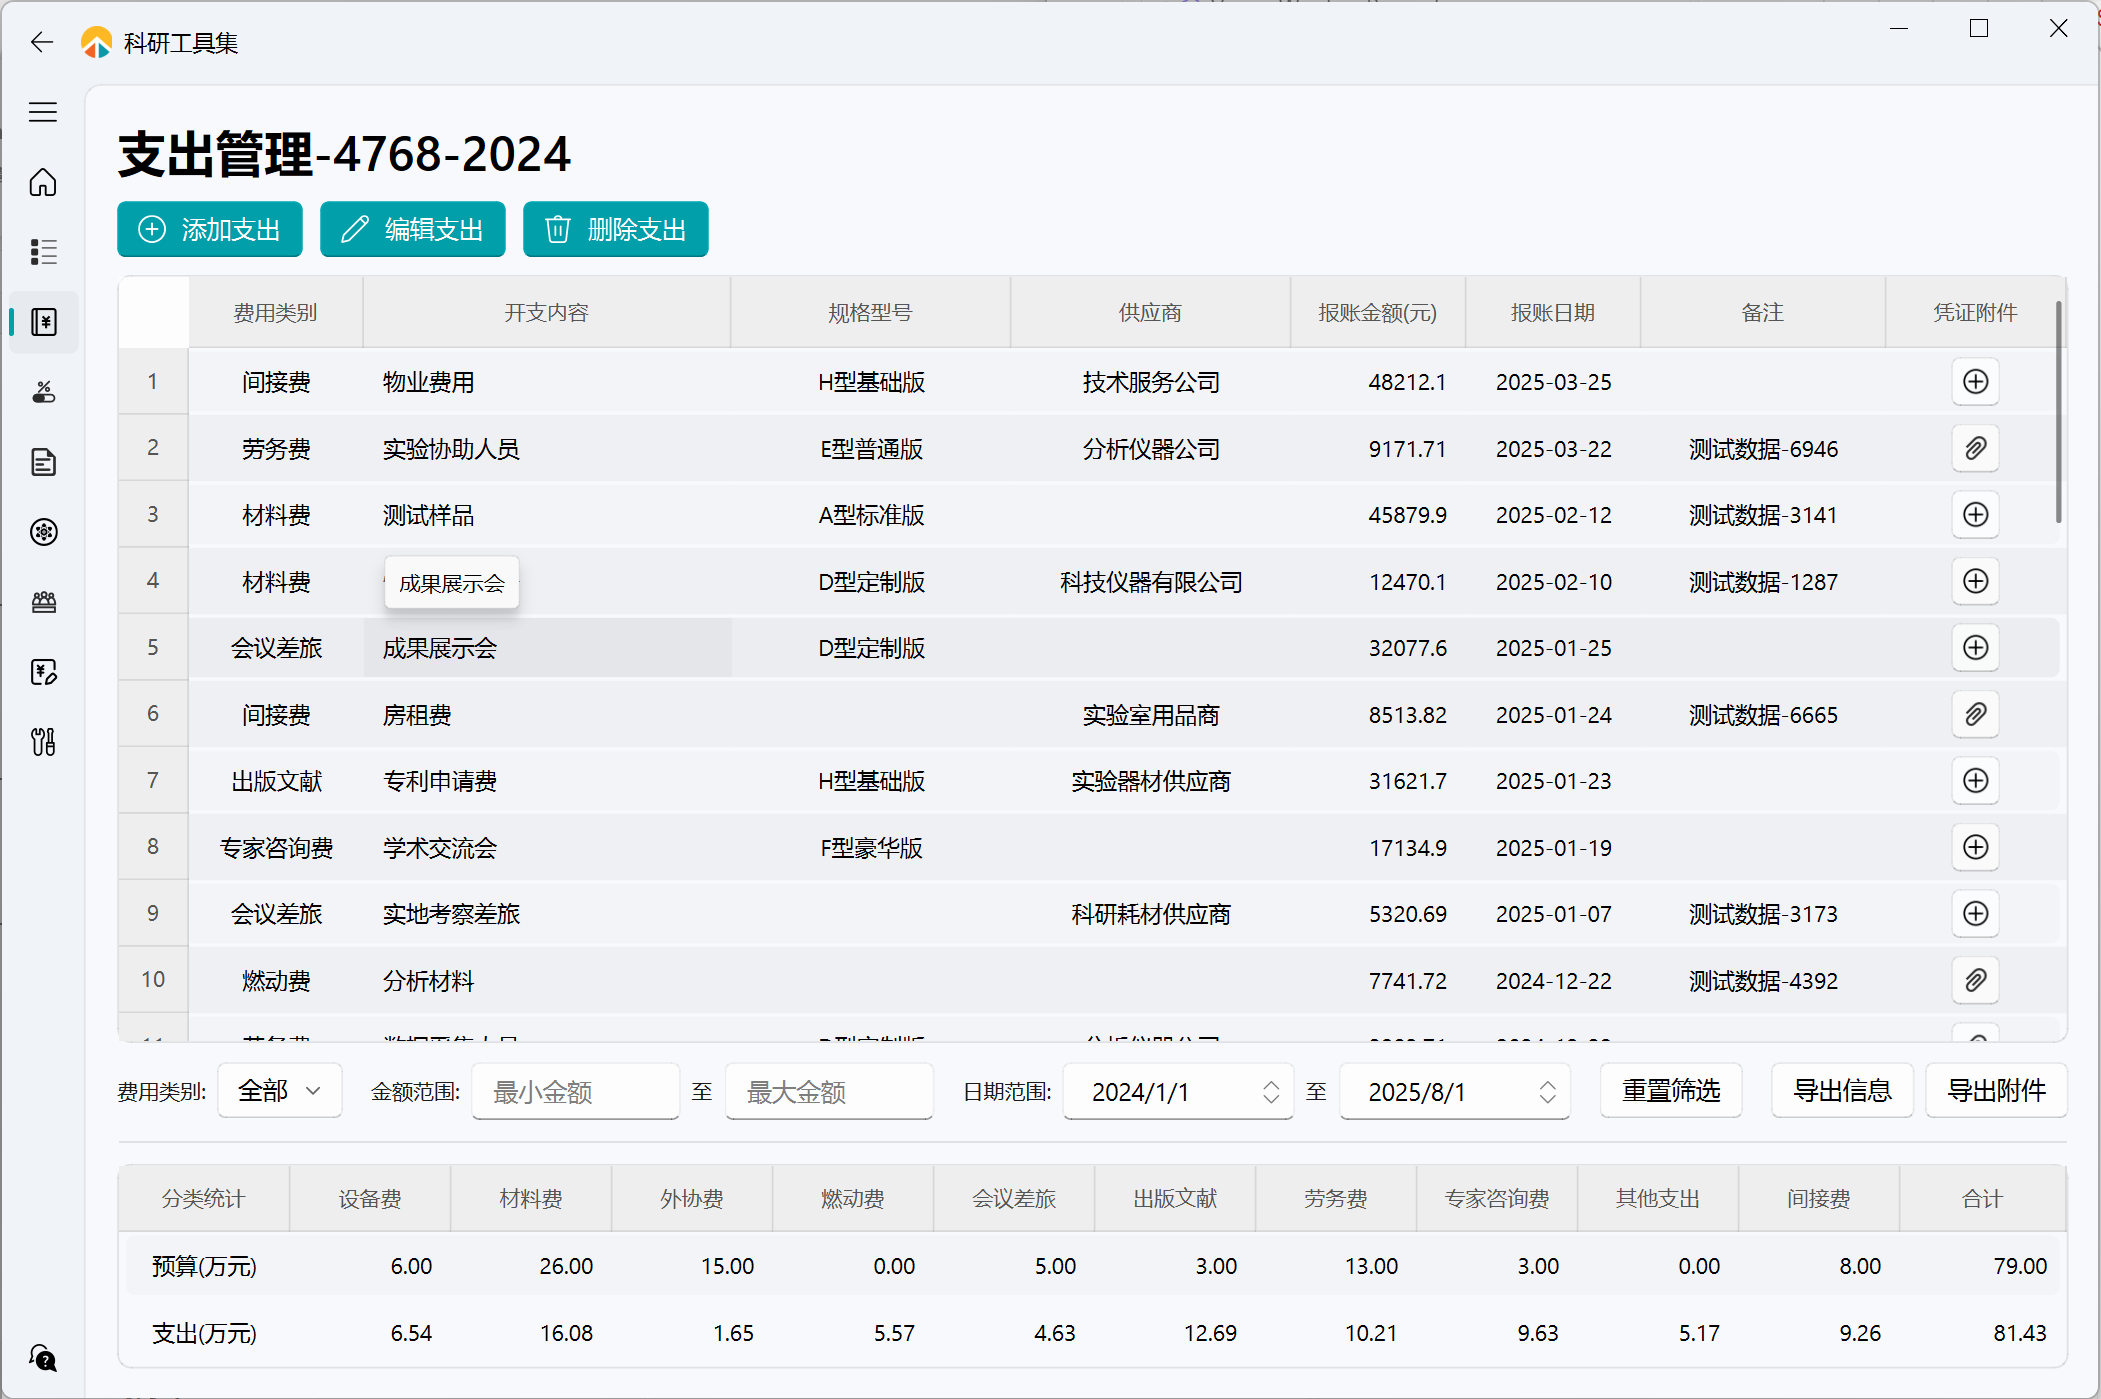 科研工具集
支出管理-4768-2024
添加支出 编辑支出 删除支出
费用类别 开支内容 规格型号 供应商 报账金额(元) 报账日期 备注 凭证附件
1 间接费 物业费用 H型基础版 技术服务公司 48212.1 2025-03-25
2 劳务费 实验协助人员 E型普通版 分析仪器公司 9171.71 2025-03-22 测试数据-6946
3 材料费 测试样品 A型标准版 45879.9 2025-02-12 测试数据-3141
4 材料费 成果展示会 D型定制版 科技仪器有限公司 12470.1 2025-02-10 测试数据-1287
5 会议差旅 成果展示会 D型定制版 32077.6 2025-01-25
6 间接费 房租费 实验室用品商 8513.82 2025-01-24 测试数据-6665
7 出版文献 专利申请费 H型基础版 实验器材供应商 31621.7 2025-01-23
8 专家咨询费 学术交流会 F型豪华版 17134.9 2025-01-19
9 会议差旅 实地考察差旅 科研耗材供应商 5320.69 2025-01-07 测试数据-3173
10 燃动费 分析材料 7741.72 2024-12-22 测试数据-4392
费用类别: 全部 金额范围: 最小金额 至 最大金额 日期范围: 2024/1/1 至 2025/8/1 重置筛选 导出信息 导出附件
分类统计 设备费 材料费 外协费 燃动费 会议差旅 出版文献 劳务费 专家咨询费 其他支出 间接费 合计
预算(万元) 6.00 26.00 15.00 0.00 5.00 3.00 13.00 3.00 0.00 8.00 79.00
支出(万元) 6.54 16.08 1.65 5.57 4.63 12.69 10.21 9.63 5.17 9.26 81.43